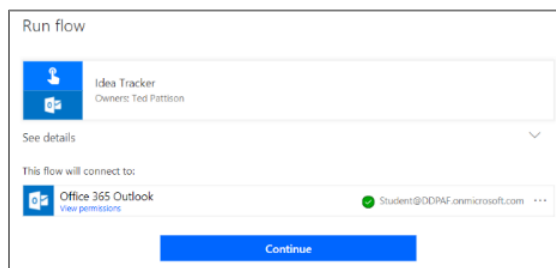 Run flow
Idea Tracker
Owners: Ted Pattison
See details
This flow will connect to:
Office 365 Outlook
View permissions
Student@DDPAF.onmicrosoft.com ...
Continue